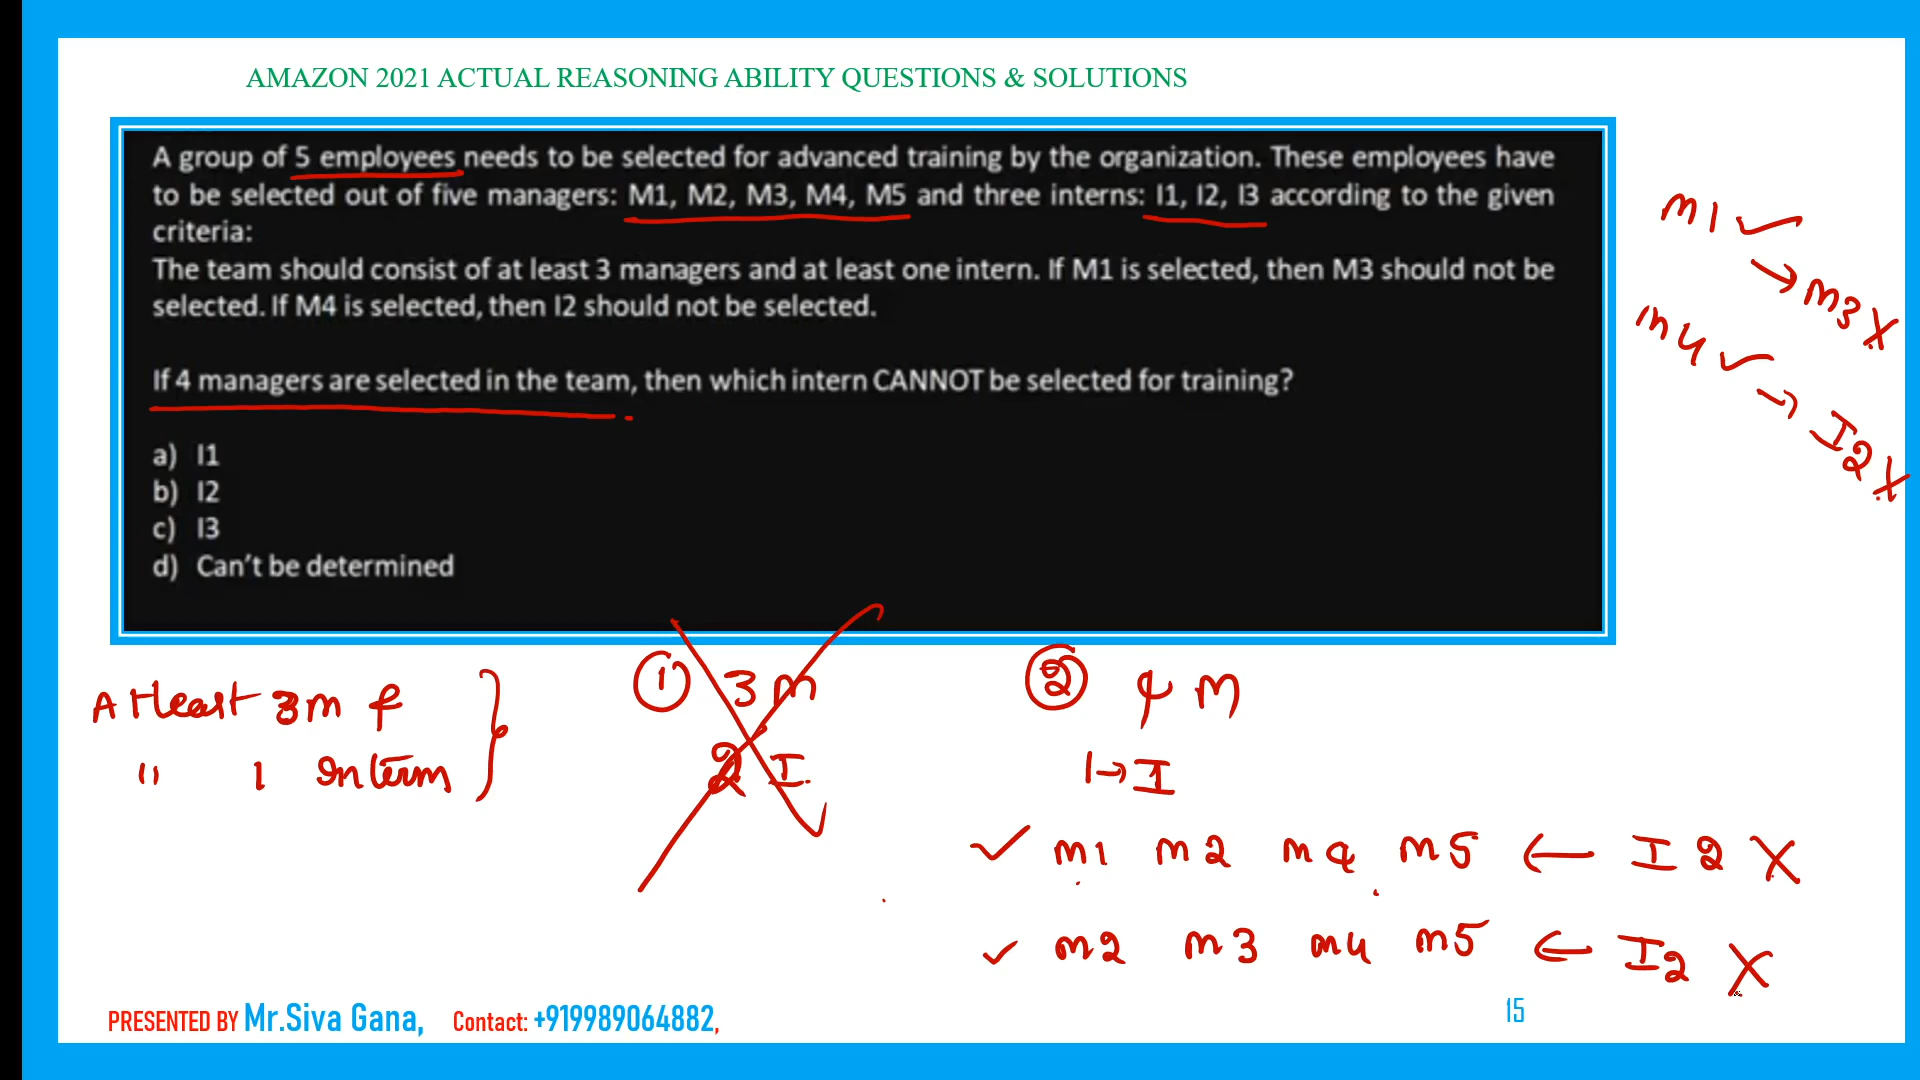 AMAZON 2021 ACTUAL REASONING ABILITY QUESTIONS & SOLUTIONS
A group of 5 employees needs to be selected for advanced training by the organization. These employees have
to be selected out of five managers: M1, M2, M3, M4, M5 and three interns: I1, I2, I3 according to the given
criteria:
The team should consist of at least 3 managers and at least one intern. If M1 is selected, then M3 should not be
selected. If M4 is selected, then I2 should not be selected.
If 4 managers are selected in the team, then which intern CANNOT be selected for training?
a) I1
b) I2
c) I3
d) Can't be determined
m1 ✓
→ m3 X
m4 ✓
→ I2 X
Atleast 3m &
" 1 Interm
① 3 m
2 I
② 4 m
1→I
✓ m1 m2 m4 m5 ← I2 X
✓ m2 m3 m4 m5 ← I2 X
PRESENTED BY Mr.Siva Gana, Contact: +919989064882,
15